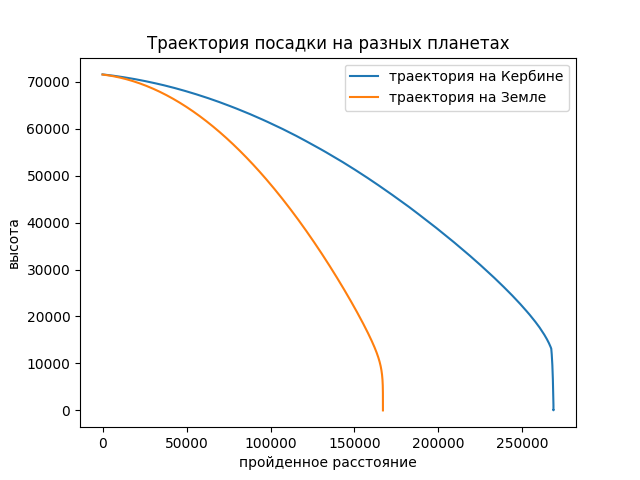 Траектория посадки на разных планетах
траектория на Кербине
траектория на Земле
высота
70000
60000
50000
40000
30000
20000
10000
0
0 50000 100000 150000 200000 250000
пройденное расстояние